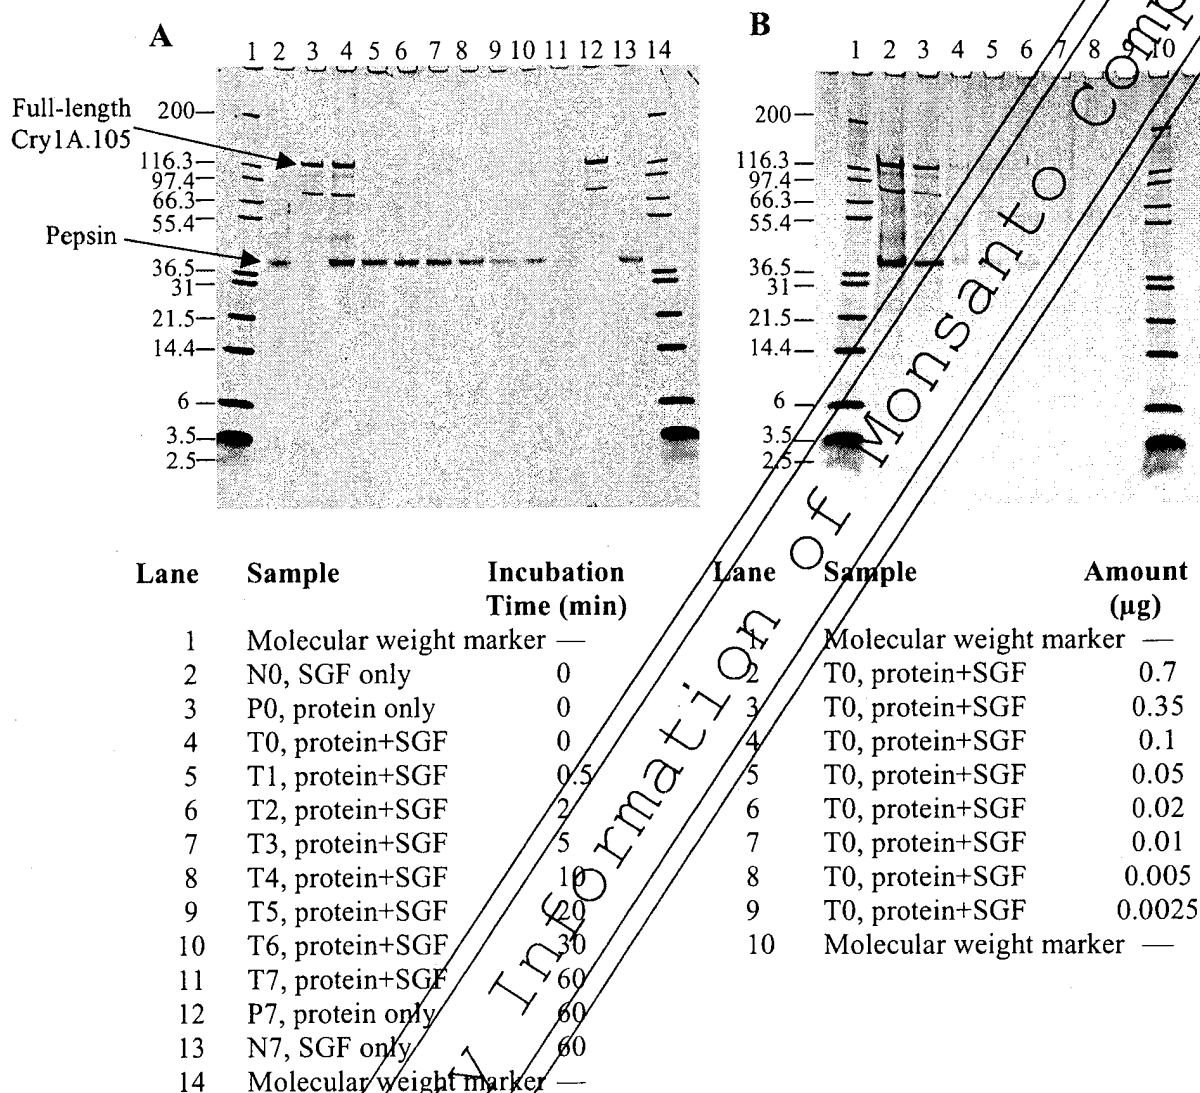 A
1 2 3 4 5 6 7 8 9 10 11 12 13 14
Full-length
Cry1A.105
Pepsin
200
116.3
97.4
66.3
55.4
36.5
31
21.5
14.4
6
3.5
2.5
B
1 2 3 4 5 6 7 8 9 10
200
116.3
97.4
66.3
55.4
36.5
31
21.5
14.4
6
3.5
2.5
Lane Sample Incubation
Time (min)
1 Molecular weight marker —
2 N0, SGF only 0
3 P0, protein only 0
4 T0, protein+SGF 0
5 T1, protein+SGF 0.5
6 T2, protein+SGF 2
7 T3, protein+SGF 5
8 T4, protein+SGF 10
9 T5, protein+SGF 20
10 T6, protein+SGF 30
11 T7, protein+SGF 60
12 P7, protein only 60
13 N7, SGF only 60
14 Molecular weight marker —
Lane Sample Amount
(µg)
1 Molecular weight marker —
2 T0, protein+SGF 0.7
3 T0, protein+SGF 0.35
4 T0, protein+SGF 0.1
5 T0, protein+SGF 0.05
6 T0, protein+SGF 0.02
7 T0, protein+SGF 0.01
8 T0, protein+SGF 0.005
9 T0, protein+SGF 0.0025
10 Molecular weight marker —
y Information of Monsanto Comp